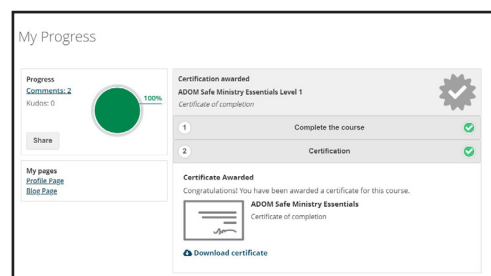 My Progress
Progress
Comments: 2
Kudos: 0
100%
Share
My pages
Profile Page
Blog Page
Certification awarded
ADOM Safe Ministry Essentials Level 1
Certificate of completion
1 Complete the course
2 Certification
Certificate Awarded
Congratulations! You have been awarded a certificate for this course.
ADOM Safe Ministry Essentials
Certificate of completion
Download certificate